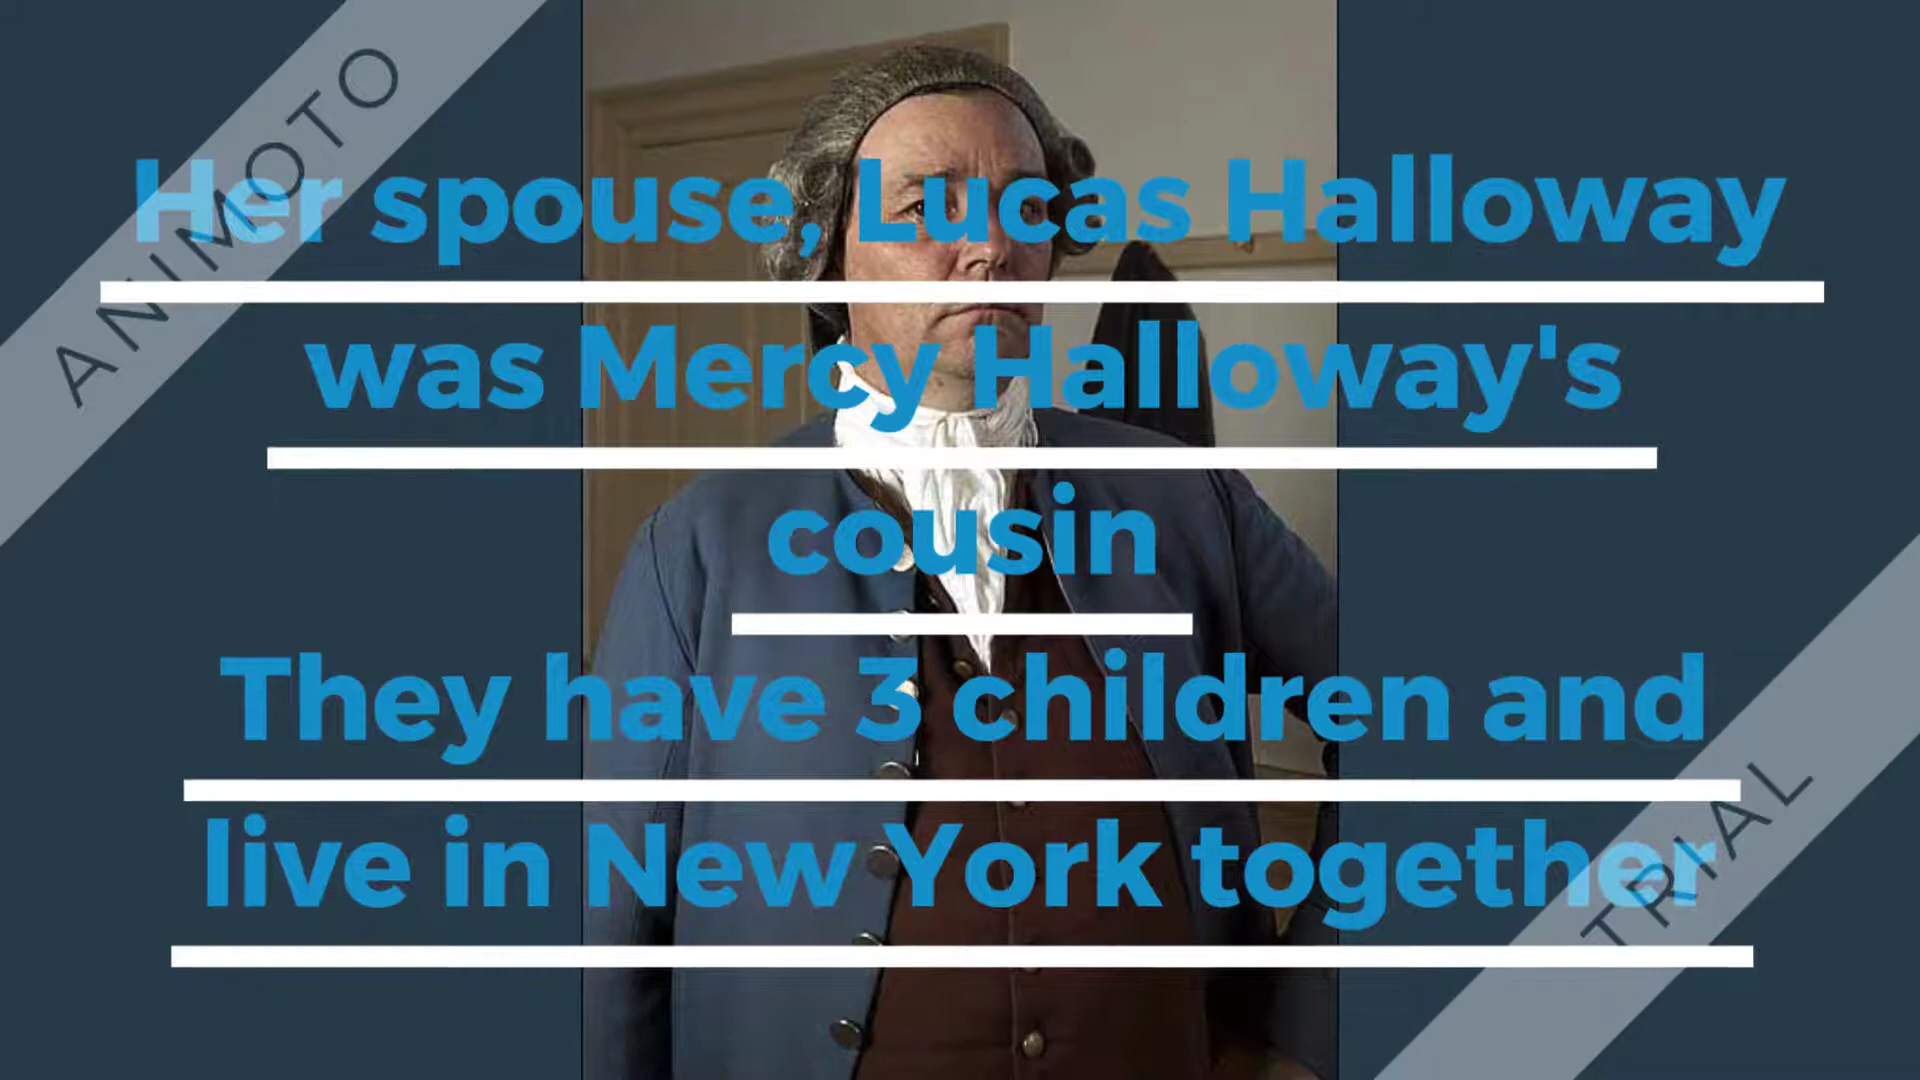 ANIMOTO
Her spouse, Lucas Halloway
was Mercy Halloway's
cousin
They have 3 children and
live in New York together
TRIAL